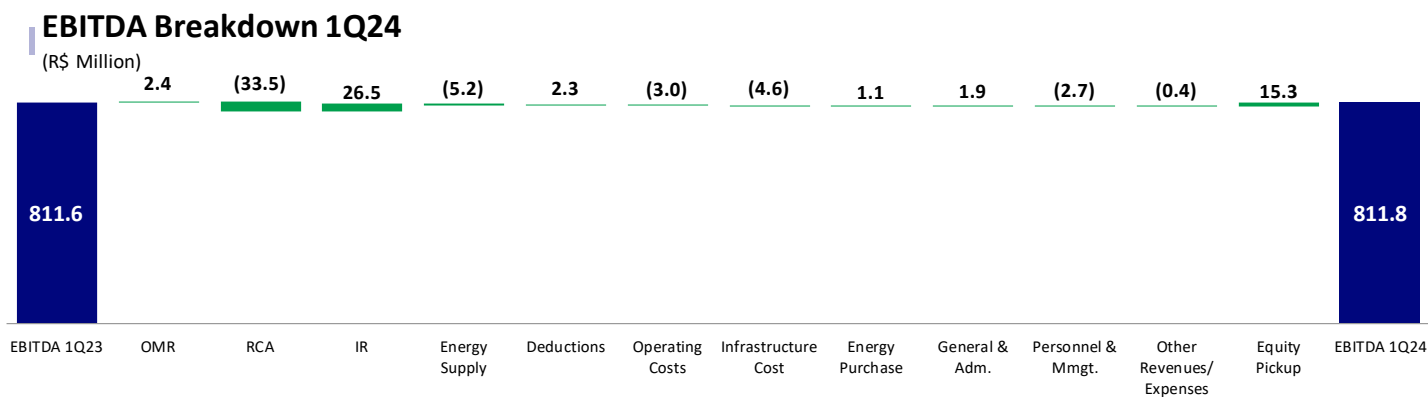 EBITDA Breakdown 1Q24
(R$ Million)
2.4
(33.5)
26.5
(5.2)
2.3
(3.0)
(4.6)
1.1
1.9
(2.7)
(0.4)
15.3
811.6
811.8
EBITDA 1Q23
OMR
RCA
IR
Energy
Supply
Deductions
Operating
Costs
Infrastructure
Cost
Energy
Purchase
General &
Adm.
Personnel &
Mmgt.
Other
Revenues/
Expenses
Equity
Pickup
EBITDA 1Q24